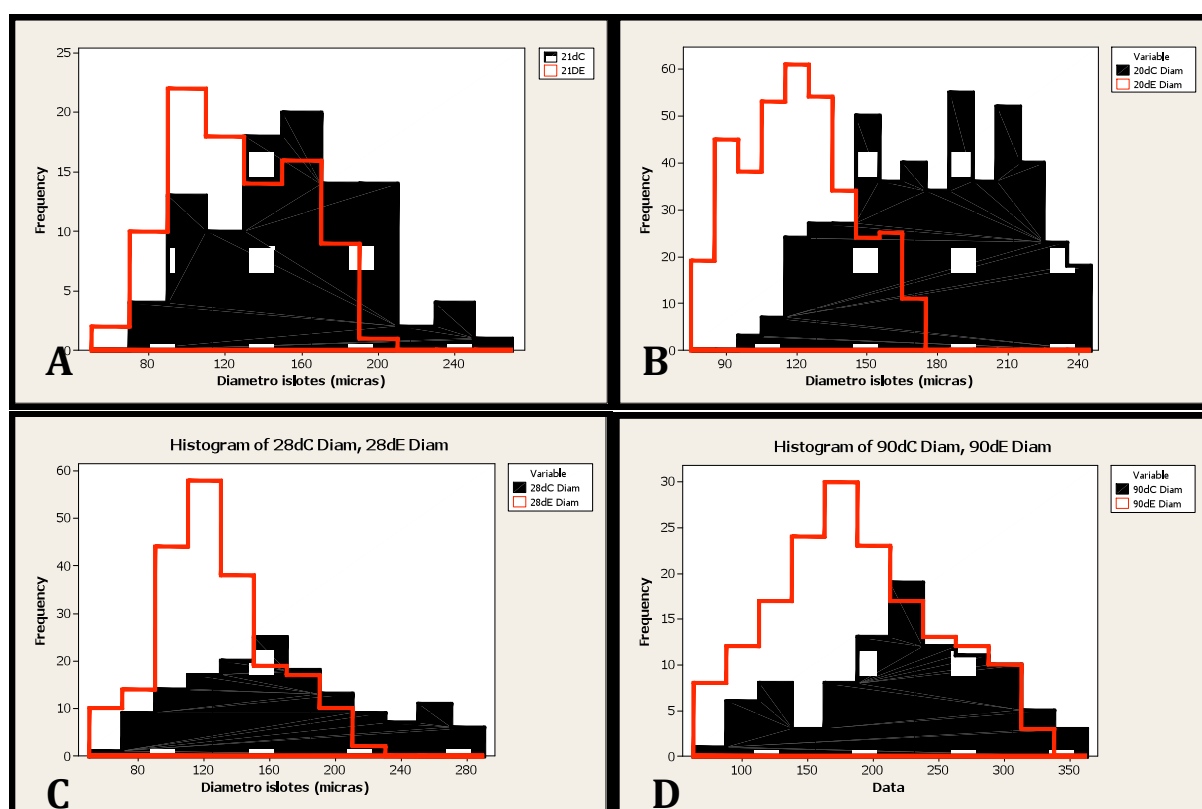 25
20
15
10
5
0
Frequency
80
120
160
200
240
Diametro islotes (micras)
21dC
21DE
A
60
50
40
30
20
10
0
Frequency
90
120
150
180
210
240
Diametro islotes (micras)
Variable
20dC Diam
20dE Diam
B
Histogram of 28dC Diam, 28dE Diam
60
50
40
30
20
10
0
Frequency
80
120
160
200
240
280
Diametro islotes (micras)
Variable
28dC Diam
28dE Diam
C
Histogram of 90dC Diam, 90dE Diam
30
25
20
15
10
5
0
Frequency
100
150
200
250
300
350
Data
Variable
90dC Diam
90dE Diam
D